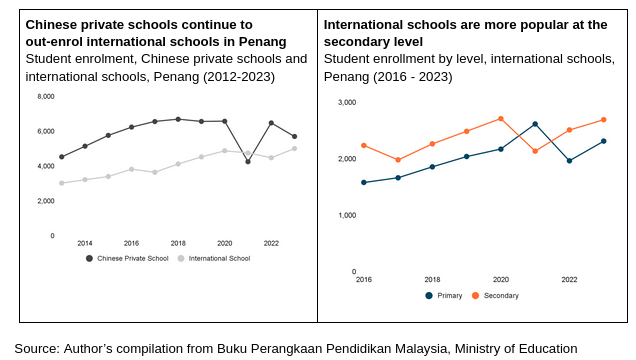 Chinese private schools continue to
out-enrol international schools in Penang
Student enrolment, Chinese private schools and
international schools, Penang (2012-2023)
8,000
6,000
4,000
2,000
0
2014
2016
2018
2020
2022
Chinese Private School
International School
International schools are more popular at the
secondary level
Student enrollment by level, international schools,
Penang (2016 - 2023)
3,000
2,000
1,000
0
2016
2018
2020
2022
Primary
Secondary
Source: Author's compilation from Buku Perangkaan Pendidikan Malaysia, Ministry of Education